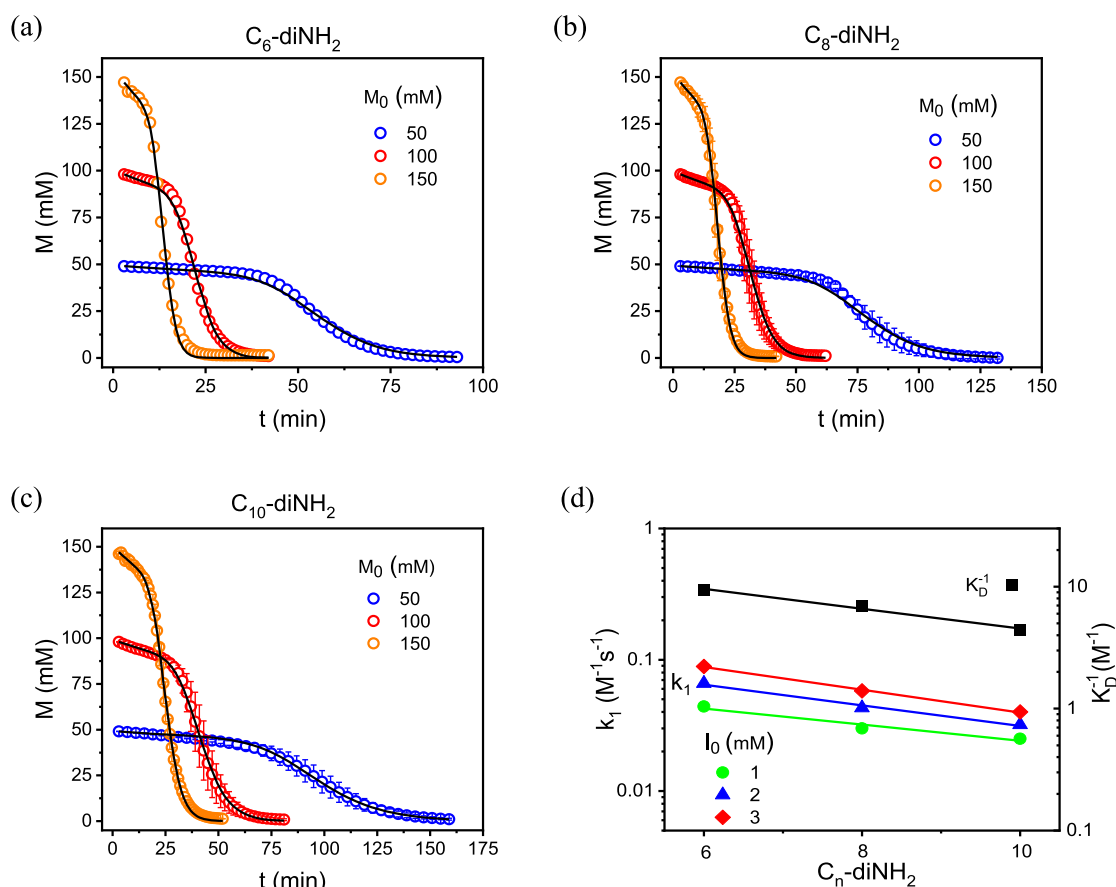 (a)
C₆-diNH₂
M₀ (mM)
50
100
150
M (mM)
150
125
100
75
50
25
0
0 25 50 75 100
t (min)
(b)
C₈-diNH₂
M₀ (mM)
50
100
150
M (mM)
150
125
100
75
50
25
0
0 25 50 75 100 125 150
t (min)
(c)
C₁₀-diNH₂
M₀ (mM)
50
100
150
M (mM)
150
125
100
75
50
25
0
0 25 50 75 100 125 150 175
t (min)
(d)
k₁ (M⁻¹s⁻¹)
1
0.1
0.01
K_D⁻¹
k₁
I₀ (mM)
1
2
3
10
1
0.1
K_D⁻¹(M⁻¹)
6 8 10
Cₙ-diNH₂